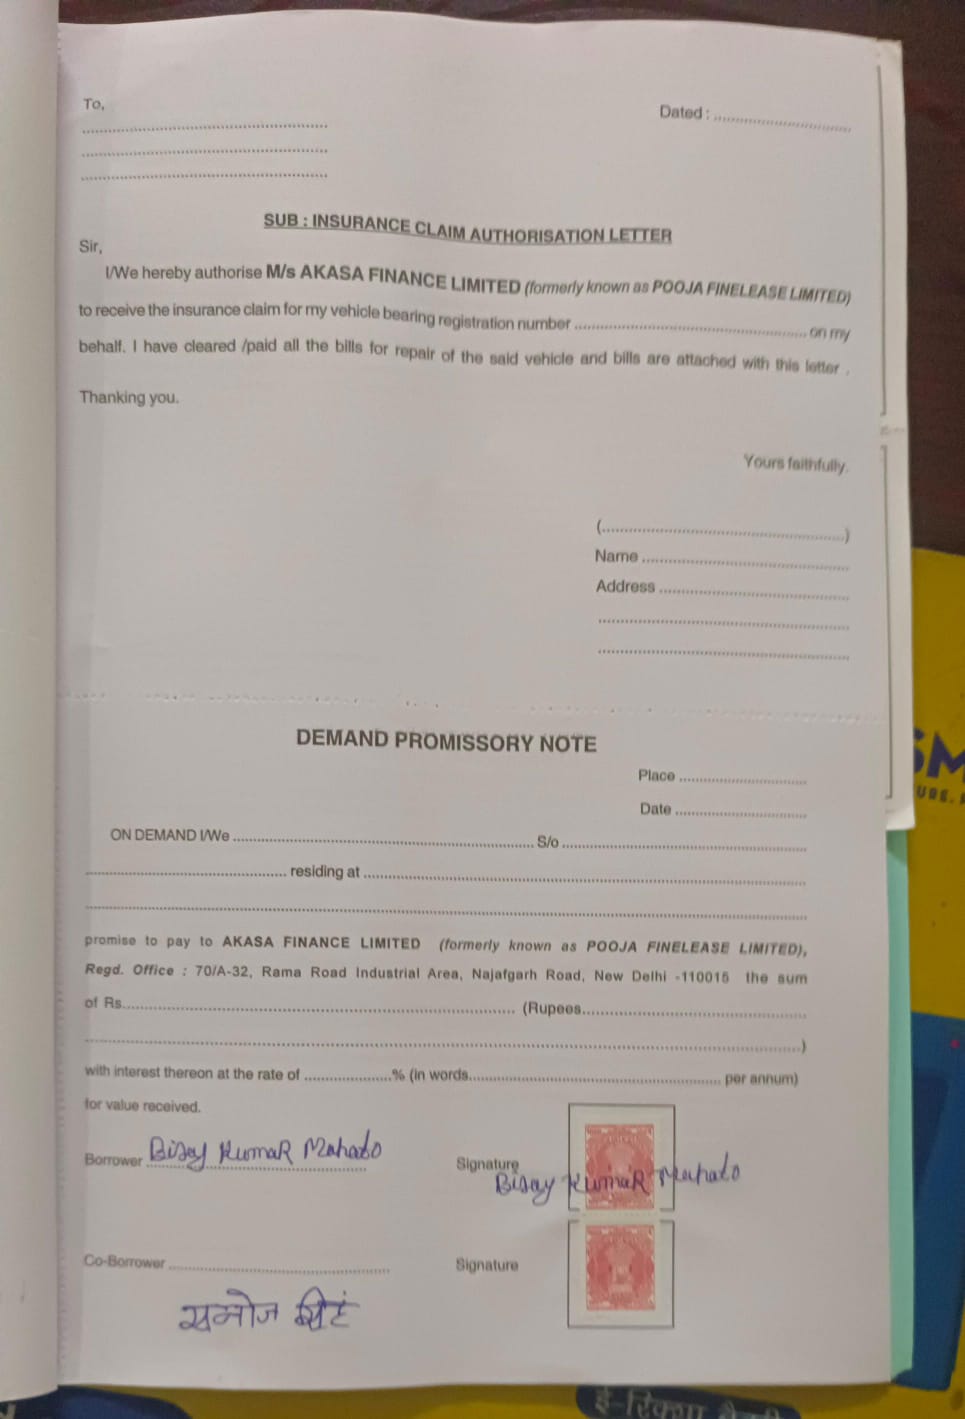 To,
Dated : ....................
....................
....................
....................
SUB : INSURANCE CLAIM AUTHORISATION LETTER
Sir,
I/We hereby authorise M/s AKASA FINANCE LIMITED (formerly known as POOJA FINELEASE LIMITED)
to receive the insurance claim for my vehicle bearing registration number .................... on my
behalf. I have cleared /paid all the bills for repair of the said vehicle and bills are attached with this letter .
Thanking you.
Yours faithfully.
(....................)
Name ....................
Address ....................
....................
....................
DEMAND PROMISSORY NOTE
Place ....................
Date ....................
ON DEMAND I/We .................... S/o ....................
.................... residing at ....................
....................
promise to pay to AKASA FINANCE LIMITED (formerly known as POOJA FINELEASE LIMITED),
Regd. Office : 70/A-32, Rama Road Industrial Area, Najafgarh Road, New Delhi -110015 the sum
of Rs.................... (Rupees....................
....................)
with interest thereon at the rate of ....................% (in words.................... per annum)
for value received.
Borrower Bijay Kumar Mahato
Signature
Bijay Kumar Mahato
Co-Borrower ....................
Signature
SM
URE.
ई-रिक्शा